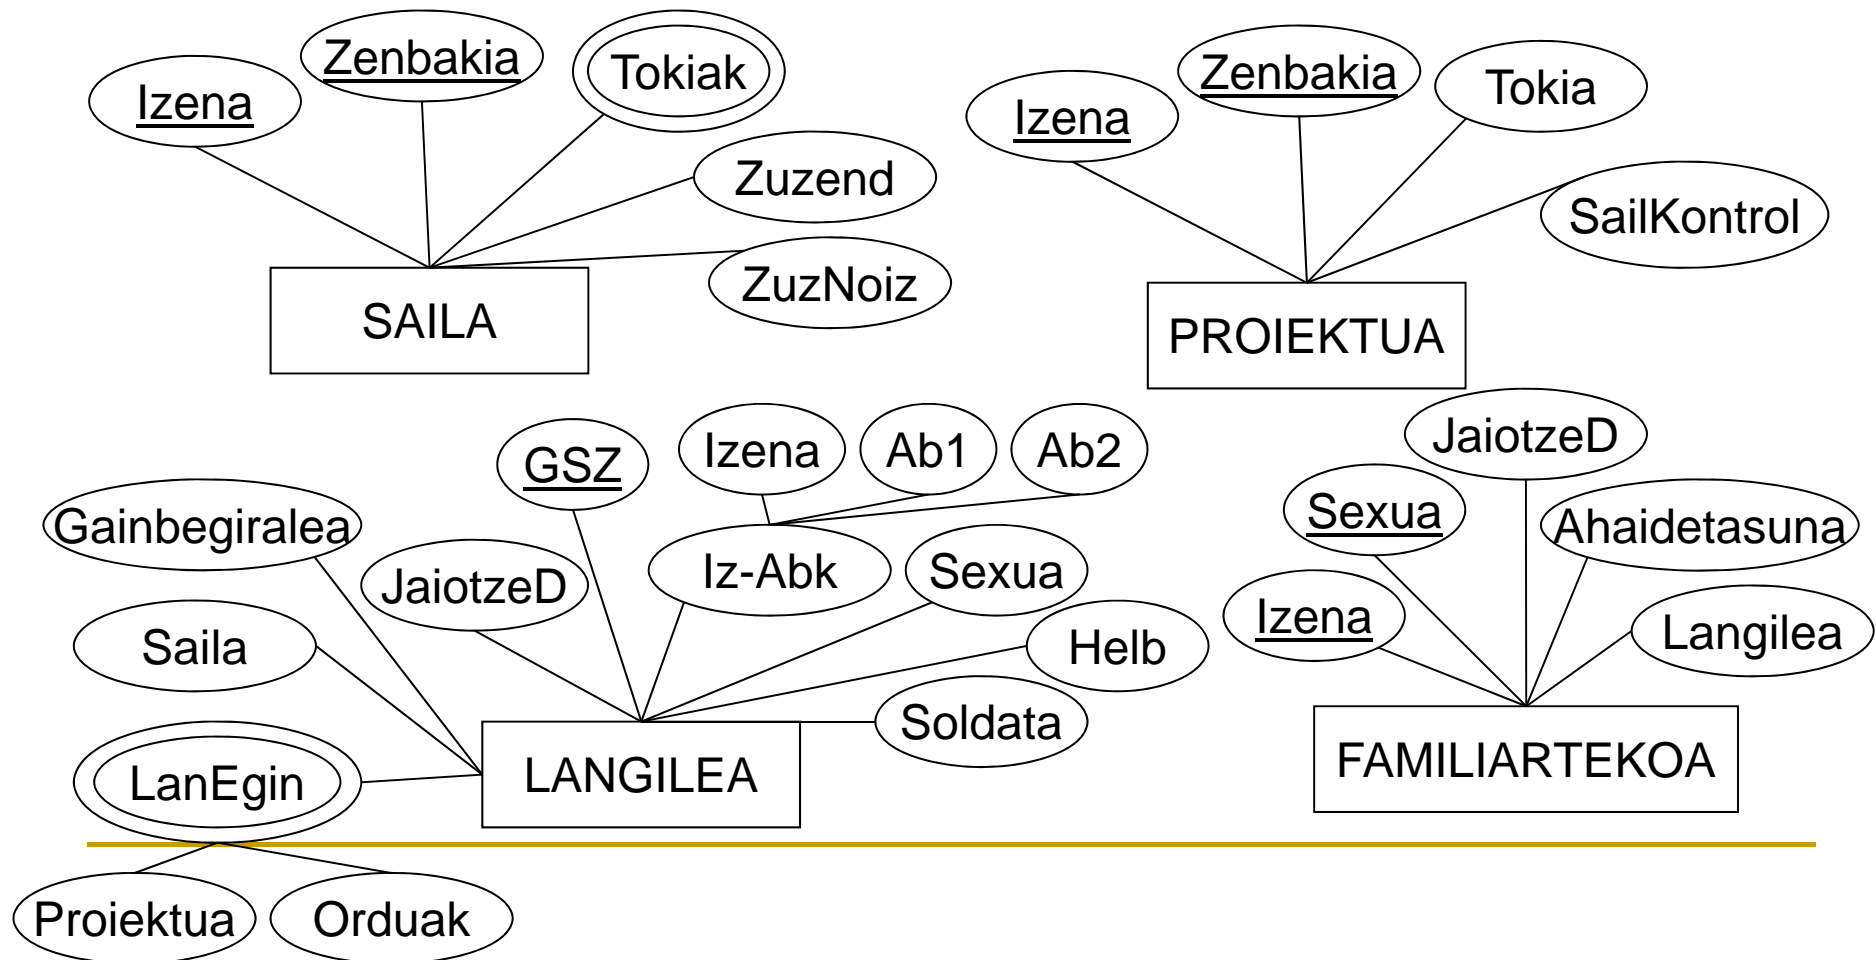 Izena
Zenbakia
Tokiak
Zuzend
ZuzNoiz
SAILA
Izena
Zenbakia
Tokia
SailKontrol
PROIEKTUA
Gainbegiralea
Saila
LanEgin
Proiektua
Orduak
JaiotzeD
GSZ
Izena
Ab1
Ab2
Iz-Abk
Sexua
Helb
Soldata
LANGILEA
Izena
Sexua
JaiotzeD
Ahaidetasuna
Langilea
FAMILIARTEKOA